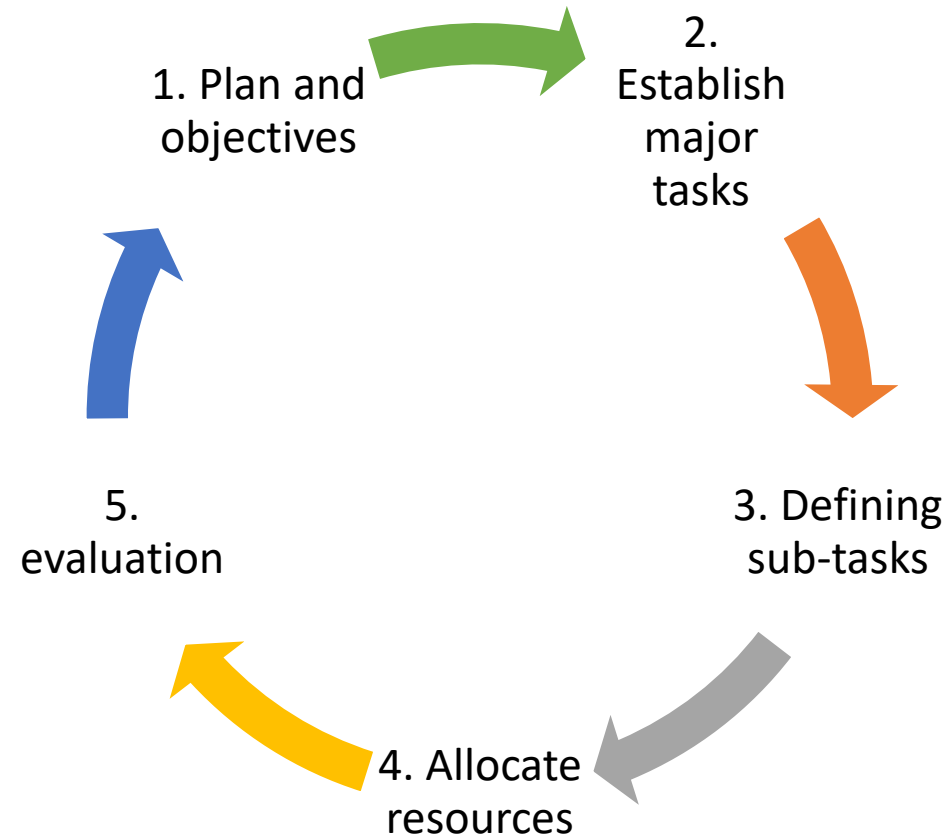 1. Plan and
objectives
2.
Establish
major
tasks
3. Defining
sub-tasks
4. Allocate
resources
5.
evaluation